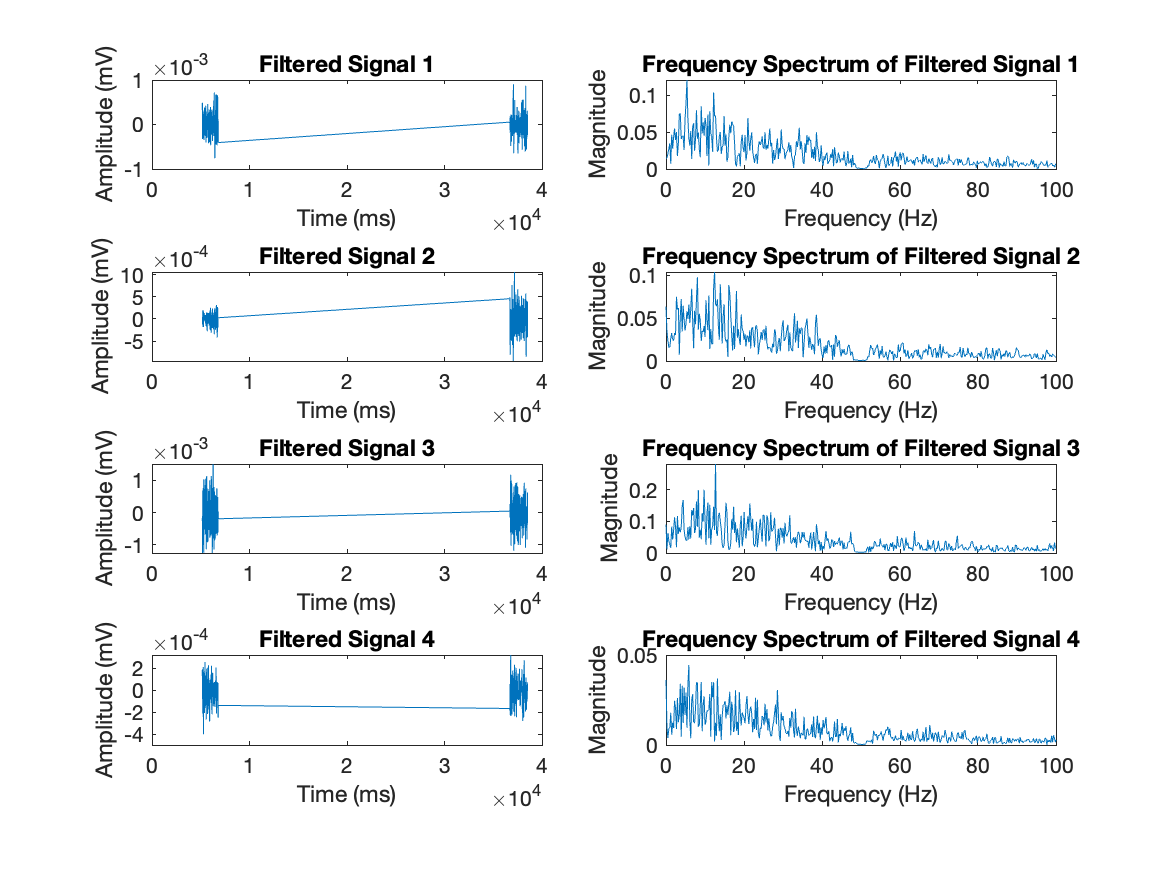 Filtered Signal 1
×10^-3
Amplitude (mV)
1
0
-1
0 1 2 3 4
Time (ms)
×10^4
Frequency Spectrum of Filtered Signal 1
Magnitude
0.1
0.05
0
0 20 40 60 80 100
Frequency (Hz)
Filtered Signal 2
×10^-4
Amplitude (mV)
10
5
0
-5
0 1 2 3 4
Time (ms)
×10^4
Frequency Spectrum of Filtered Signal 2
Magnitude
0.1
0.05
0
0 20 40 60 80 100
Frequency (Hz)
Filtered Signal 3
×10^-3
Amplitude (mV)
1
0
-1
0 1 2 3 4
Time (ms)
×10^4
Frequency Spectrum of Filtered Signal 3
Magnitude
0.2
0.1
0
0 20 40 60 80 100
Frequency (Hz)
Filtered Signal 4
×10^-4
Amplitude (mV)
2
0
-2
-4
0 1 2 3 4
Time (ms)
×10^4
Frequency Spectrum of Filtered Signal 4
Magnitude
0.05
0
0 20 40 60 80 100
Frequency (Hz)